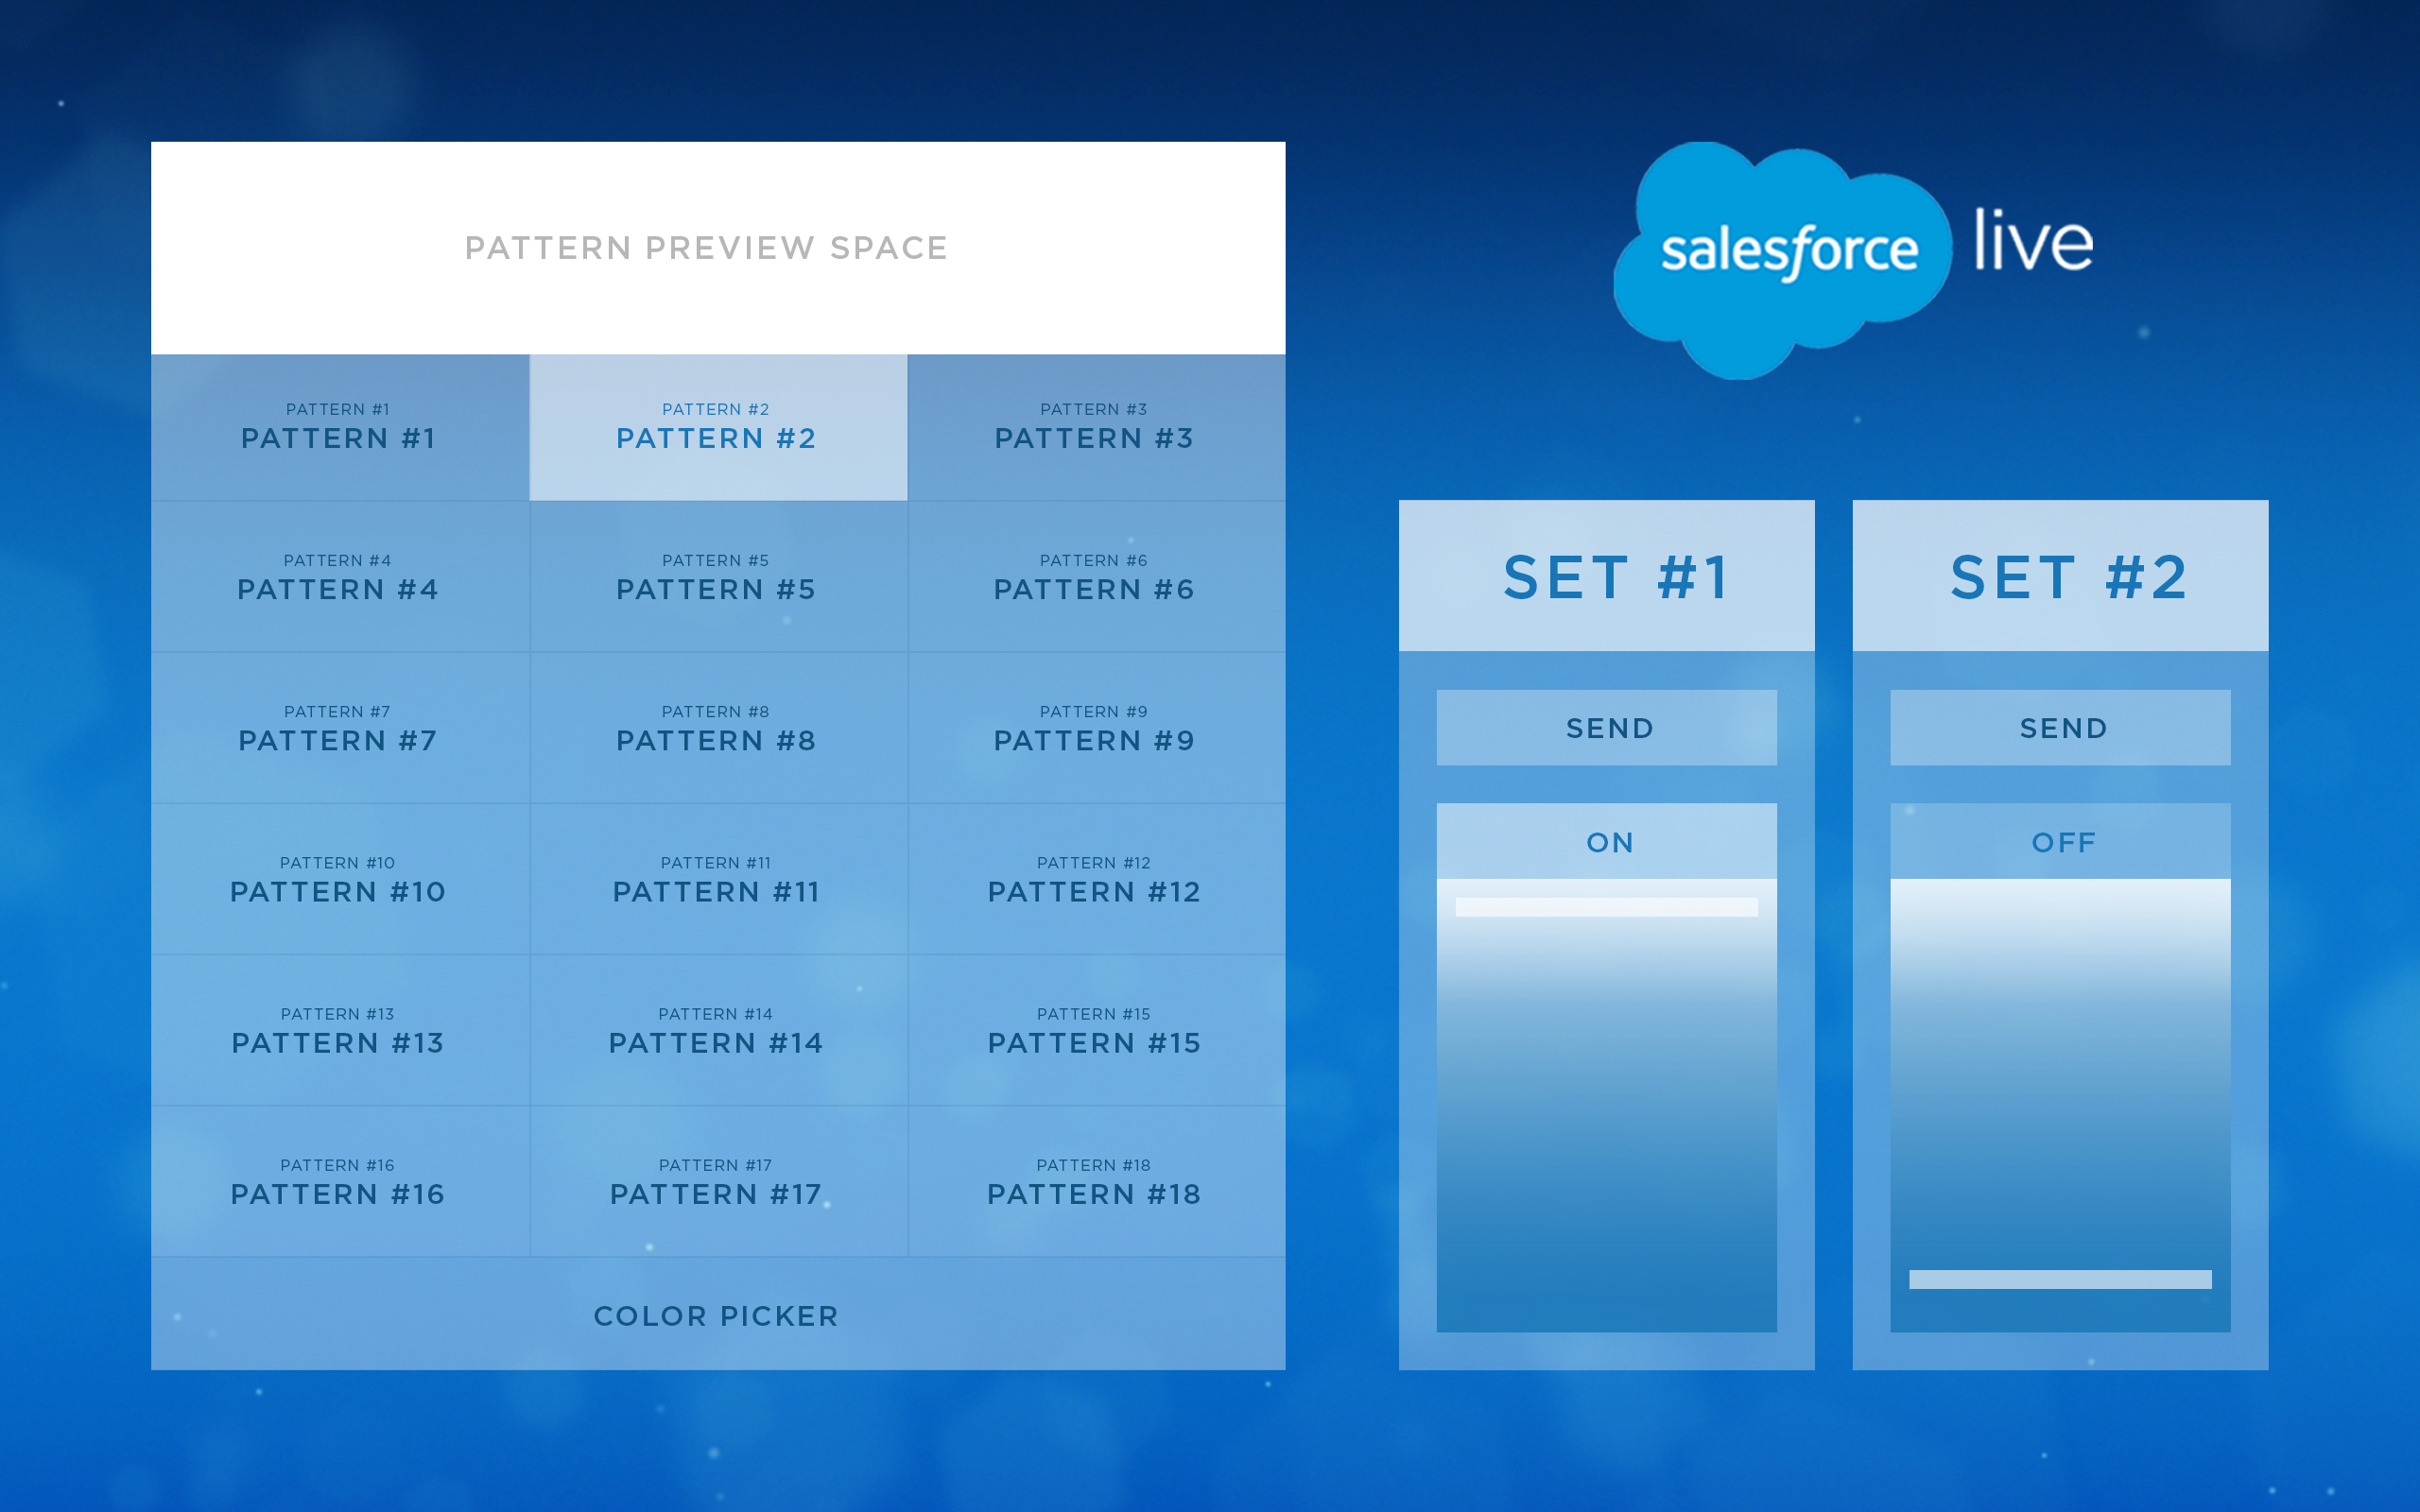 PATTERN PREVIEW SPACE
PATTERN #1
PATTERN #1
PATTERN #2
PATTERN #2
PATTERN #3
PATTERN #3
PATTERN #4
PATTERN #4
PATTERN #5
PATTERN #5
PATTERN #6
PATTERN #6
PATTERN #7
PATTERN #7
PATTERN #8
PATTERN #8
PATTERN #9
PATTERN #9
PATTERN #10
PATTERN #10
PATTERN #11
PATTERN #11
PATTERN #12
PATTERN #12
PATTERN #13
PATTERN #13
PATTERN #14
PATTERN #14
PATTERN #15
PATTERN #15
PATTERN #16
PATTERN #16
PATTERN #17
PATTERN #17
PATTERN #18
PATTERN #18
COLOR PICKER
salesforce live
SET #1
SEND
ON
SET #2
SEND
OFF